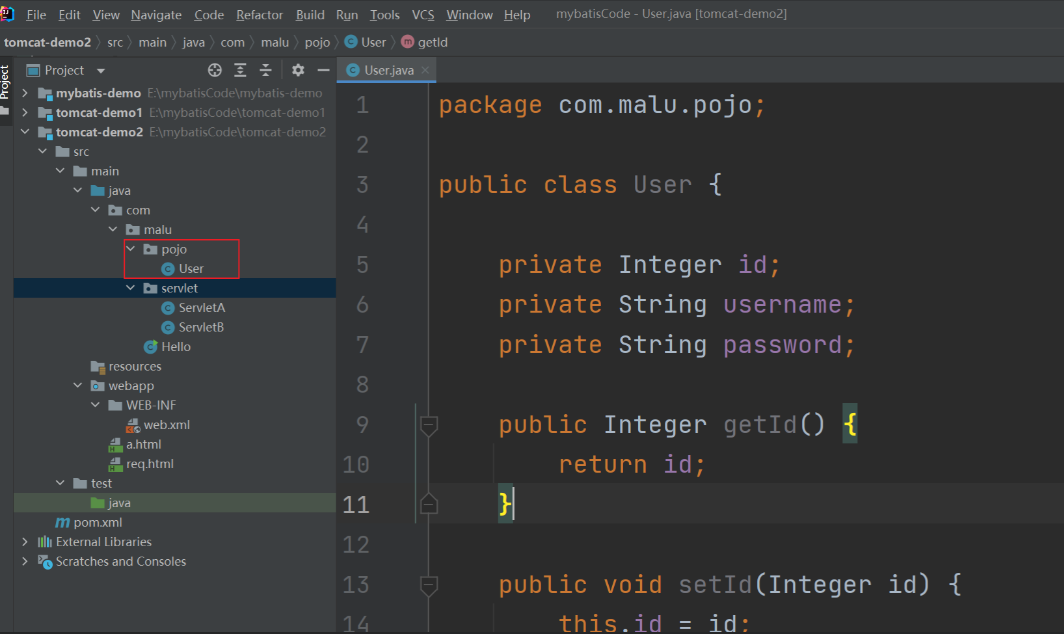 File Edit View Navigate Code Refactor Build Run Tools VCS Window Help mybatisCode - User.java [tomcat-demo2]
tomcat-demo2 src main java com malu pojo User getId
Project
Project
User.java
mybatis-demo E:\mybatisCode\mybatis-demo
tomcat-demo1 E:\mybatisCode\tomcat-demo1
tomcat-demo2 E:\mybatisCode\tomcat-demo2
src
main
java
com
malu
pojo
User
servlet
ServletA
ServletB
Hello
resources
webapp
WEB-INF
web.xml
a.html
req.html
test
java
pom.xml
External Libraries
Scratches and Consoles
1 package com.malu.pojo;
2
3 public class User {
4
5 private Integer id;
6 private String username;
7 private String password;
8
9 public Integer getId() {
10 return id;
11 }
12
13 public void setId(Integer id) {
14 this.id = id;